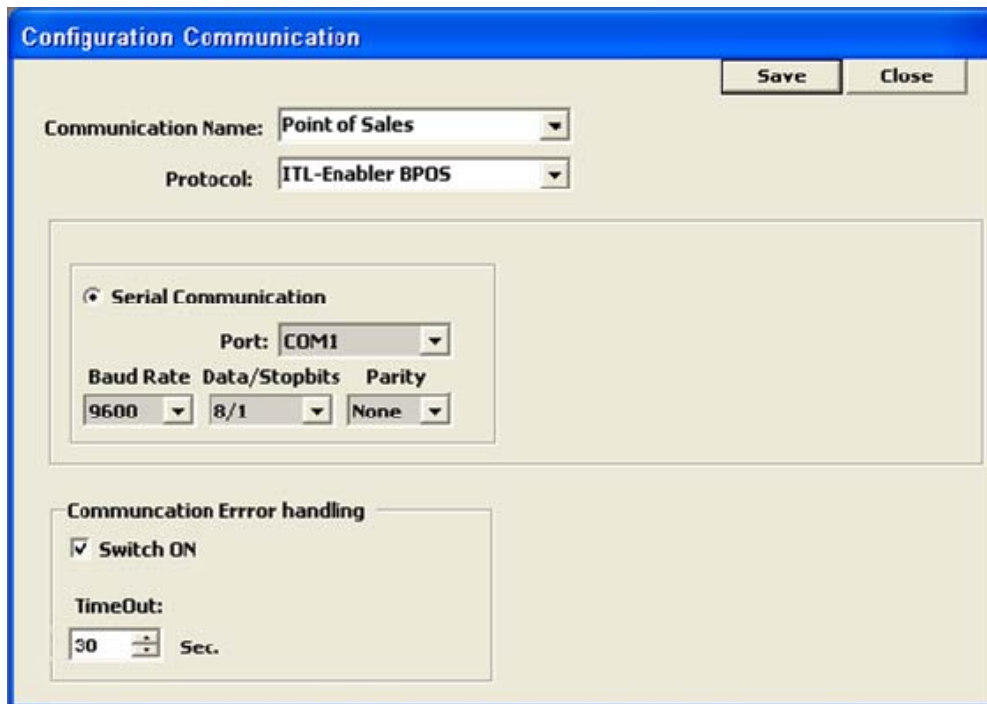 Configuration Communication
Save Close
Communication Name: Point of Sales
Protocol: ITL-Enabler BPOS
Serial Communication
Port: COM1
Baud Rate Data/Stopbits Parity
9600 8/1 None
Communcation Errror handling
Switch ON
TimeOut:
30 Sec.